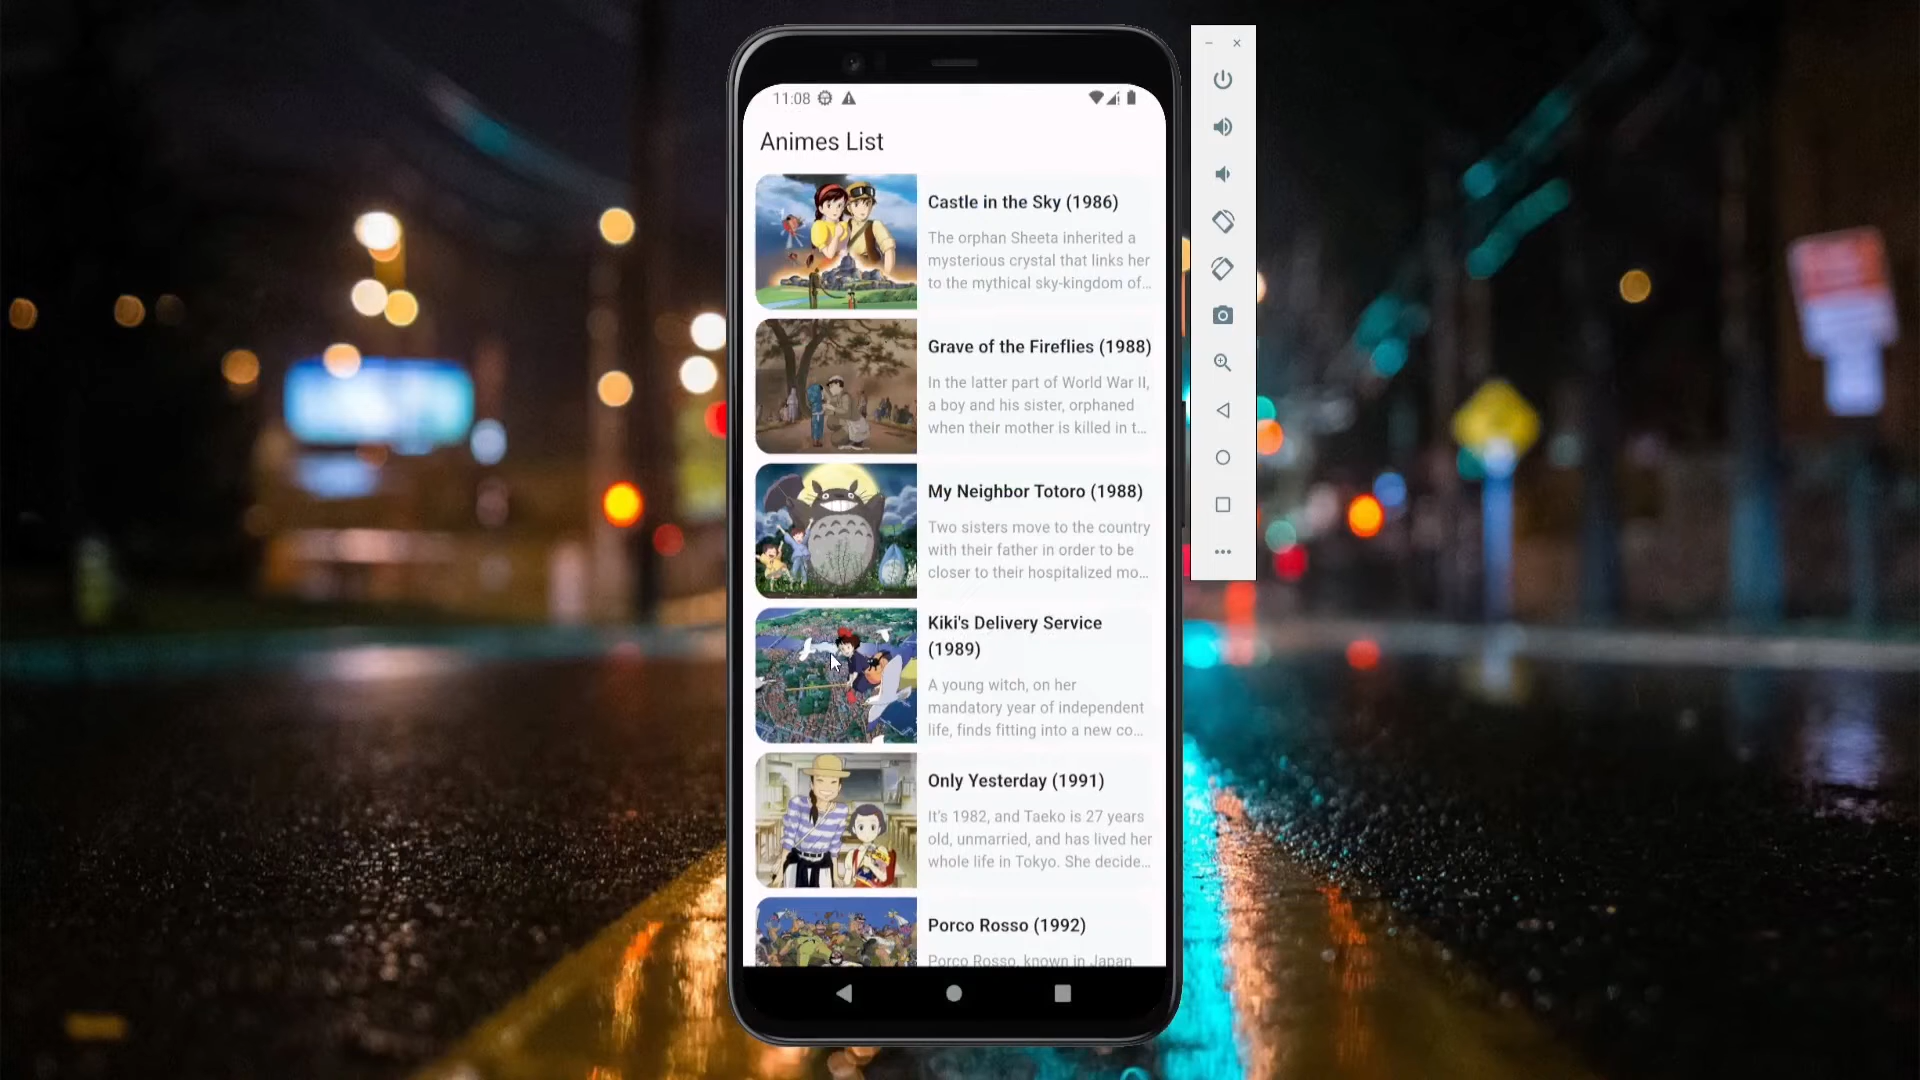 11:08
Animes List
Castle in the Sky (1986)
The orphan Sheeta inherited a
mysterious crystal that links her
to the mythical sky-kingdom of…
Grave of the Fireflies (1988)
In the latter part of World War II,
a boy and his sister, orphaned
when their mother is killed in t…
My Neighbor Totoro (1988)
Two sisters move to the country
with their father in order to be
closer to their hospitalized mo…
Kiki's Delivery Service
(1989)
A young witch, on her
mandatory year of independent
life, finds fitting into a new co…
Only Yesterday (1991)
It's 1982, and Taeko is 27 years
old, unmarried, and has lived her
whole life in Tokyo. She decide…
Porco Rosso (1992)
Porco Rosso, known in Japan